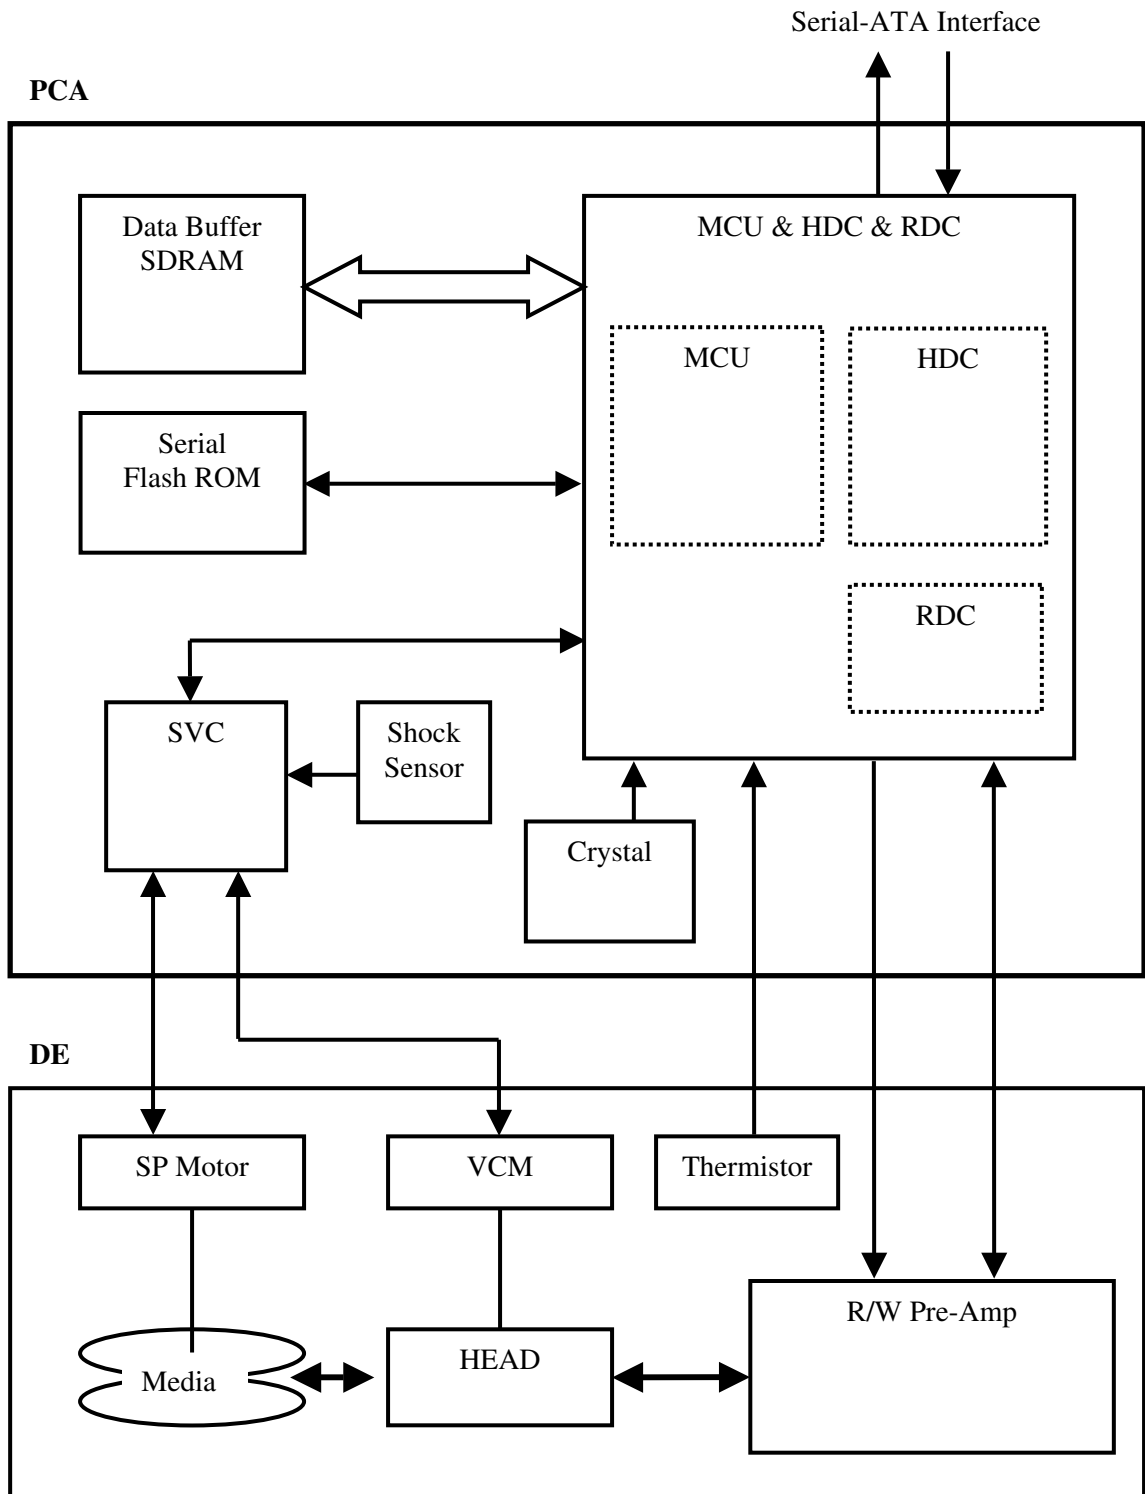 Serial-ATA Interface
PCA
Data Buffer
SDRAM
MCU & HDC & RDC
MCU
HDC
Serial
Flash ROM
RDC
SVC
Shock
Sensor
Crystal
DE
SP Motor
VCM
Thermistor
R/W Pre-Amp
HEAD
Media